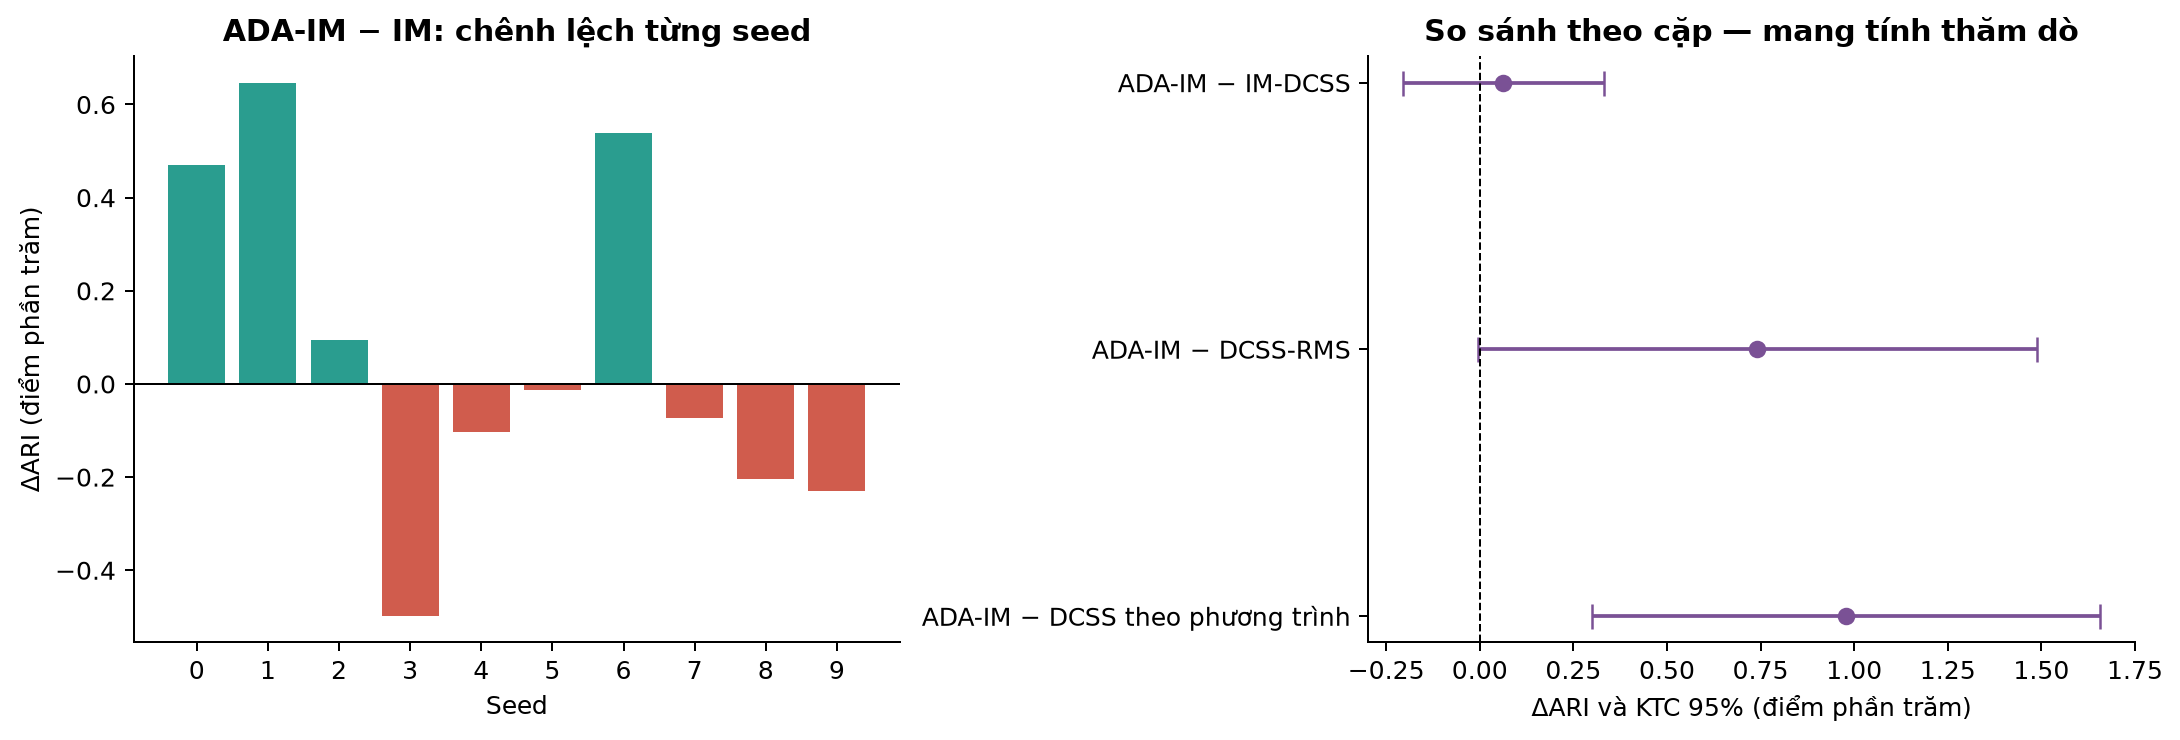 ADA-IM − IM: chênh lệch từng seed
ΔARI (điểm phần trăm)
0.6
0.4
0.2
0.0
−0.2
−0.4
0 1 2 3 4 5 6 7 8 9
Seed
So sánh theo cặp — mang tính thăm dò
ADA-IM − IM-DCSS
ADA-IM − DCSS-RMS
ADA-IM − DCSS theo phương trình
−0.25 0.00 0.25 0.50 0.75 1.00 1.25 1.50 1.75
ΔARI và KTC 95% (điểm phần trăm)